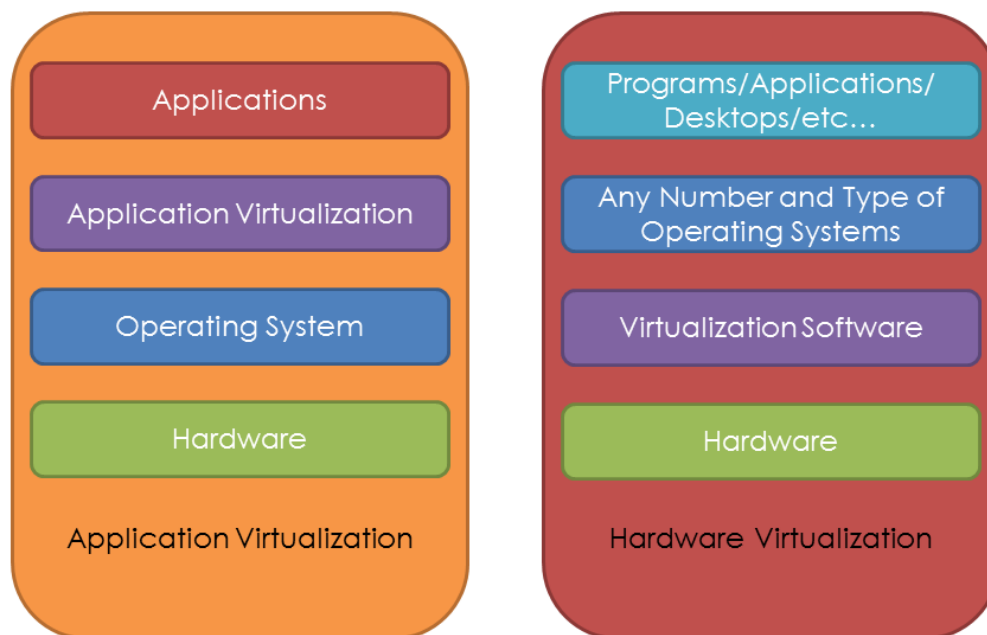 Applications
Application Virtualization
Operating System
Hardware
Application Virtualization
Programs/Applications/
Desktops/etc...
Any Number and Type of
Operating Systems
Virtualization Software
Hardware
Hardware Virtualization